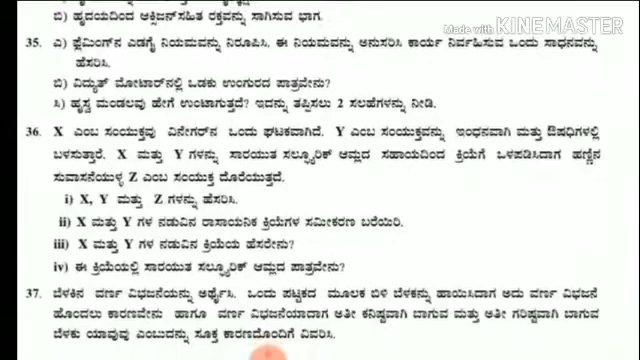 ಬಿ) ಹೃದಯದಿಂದ ಆಕ್ಸಿಜನ್‌ಸಹಿತ ರಕ್ತವನ್ನು ಸಾಗಿಸುವ ಭಾಗ.
Made with KINEMASTER
35. ಎ) ಫ್ಲೆಮಿಂಗ್‌ನ ಎಡಗೈ ನಿಯಮವನ್ನು ನಿರೂಪಿಸಿ. ಈ ನಿಯಮವನ್ನು ಅನುಸರಿಸಿ ಕಾರ್ಯ ನಿರ್ವಹಿಸುವ ಒಂದು ಸಾಧನವನ್ನು
ಹೆಸರಿಸಿ.
ಬಿ) ವಿದ್ಯುತ್ ಮೋಟಾರ್‌ನಲ್ಲಿ ಒಡಕು ಉಂಗುರದ ಪಾತ್ರವೇನು?
ಸಿ) ಹೃಸ್ವ ಮಂಡಲವು ಹೇಗೆ ಉಂಟಾಗುತ್ತದೆ? ಇದನ್ನು ತಪ್ಪಿಸಲು 2 ಸಲಹೆಗಳನ್ನು ನೀಡಿ.
36. X ಎಂಬ ಸಂಯುಕ್ತವು ವಿನೇಗರ್‌ನ ಒಂದು ಘಟಕವಾಗಿದೆ. Y ಎಂಬ ಸಂಯುಕ್ತವನ್ನು ಇಂಧನವಾಗಿ ಮತ್ತು ಔಷಧಿಗಳಲ್ಲಿ
ಬಳಸುತ್ತಾರೆ. X ಮತ್ತು Y ಗಳನ್ನು ಸಾರಯುತ ಸಲ್ಫ್ಯೂರಿಕ್ ಆಮ್ಲದ ಸಹಾಯದಿಂದ ಕ್ರಿಯೆಗೆ ಒಳಪಡಿಸಿದಾಗ ಹಣ್ಣಿನ
ಸುವಾಸನೆಯುಳ್ಳ Z ಎಂಬ ಸಂಯುಕ್ತ ದೊರೆಯುತ್ತದೆ.
i) X, Y ಮತ್ತು Z ಗಳನ್ನು ಹೆಸರಿಸಿ.
ii) X ಮತ್ತು Y ಗಳ ನಡುವಿನ ರಾಸಾಯನಿಕ ಕ್ರಿಯೆಗಳ ಸಮೀಕರಣ ಬರೆಯಿರಿ.
iii) X ಮತ್ತು Y ಗಳ ನಡುವಿನ ಕ್ರಿಯೆಯ ಹೆಸರೇನು?
iv) ಈ ಕ್ರಿಯೆಯಲ್ಲಿ ಸಾರಯುತ ಸಲ್ಫ್ಯೂರಿಕ್ ಆಮ್ಲದ ಪಾತ್ರವೇನು?
37. ಬೆಳಕಿನ ವರ್ಣ ವಿಭಜನೆಯನ್ನು ಅರ್ಥೈಸಿ. ಒಂದು ಪಟ್ಟಕದ ಮೂಲಕ ಬಿಳಿ ಬೆಳಕನ್ನು ಹಾಯಿಸಿದಾಗ ಅದು ವರ್ಣ ವಿಭಜನೆ
ಹೊಂದಲು ಕಾರಣವೇನು ಹಾಗೂ ವರ್ಣ ವಿಭಜನೆಯಾದಾಗ ಅತೀ ಕನಿಷ್ಟವಾಗಿ ಬಾಗುವ ಮತ್ತು ಅತೀ ಗರಿಷ್ಟವಾಗಿ ಬಾಗುವ
ಬೆಳಕು ಯಾವುವು ಎಂಬುದನ್ನು ಸೂಕ್ತ ಕಾರಣದೊಂದಿಗೆ ವಿವರಿಸಿ.